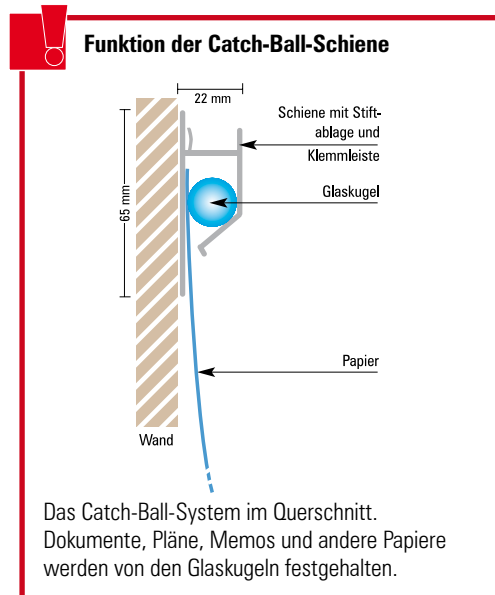 Funktion der Catch-Ball-Schiene
22 mm
Schiene mit Stift-
ablage und
Klemmleiste
Glaskugel
65 mm
Papier
Wand
Das Catch-Ball-System im Querschnitt.
Dokumente, Pläne, Memos und andere Papiere
werden von den Glaskugeln festgehalten.